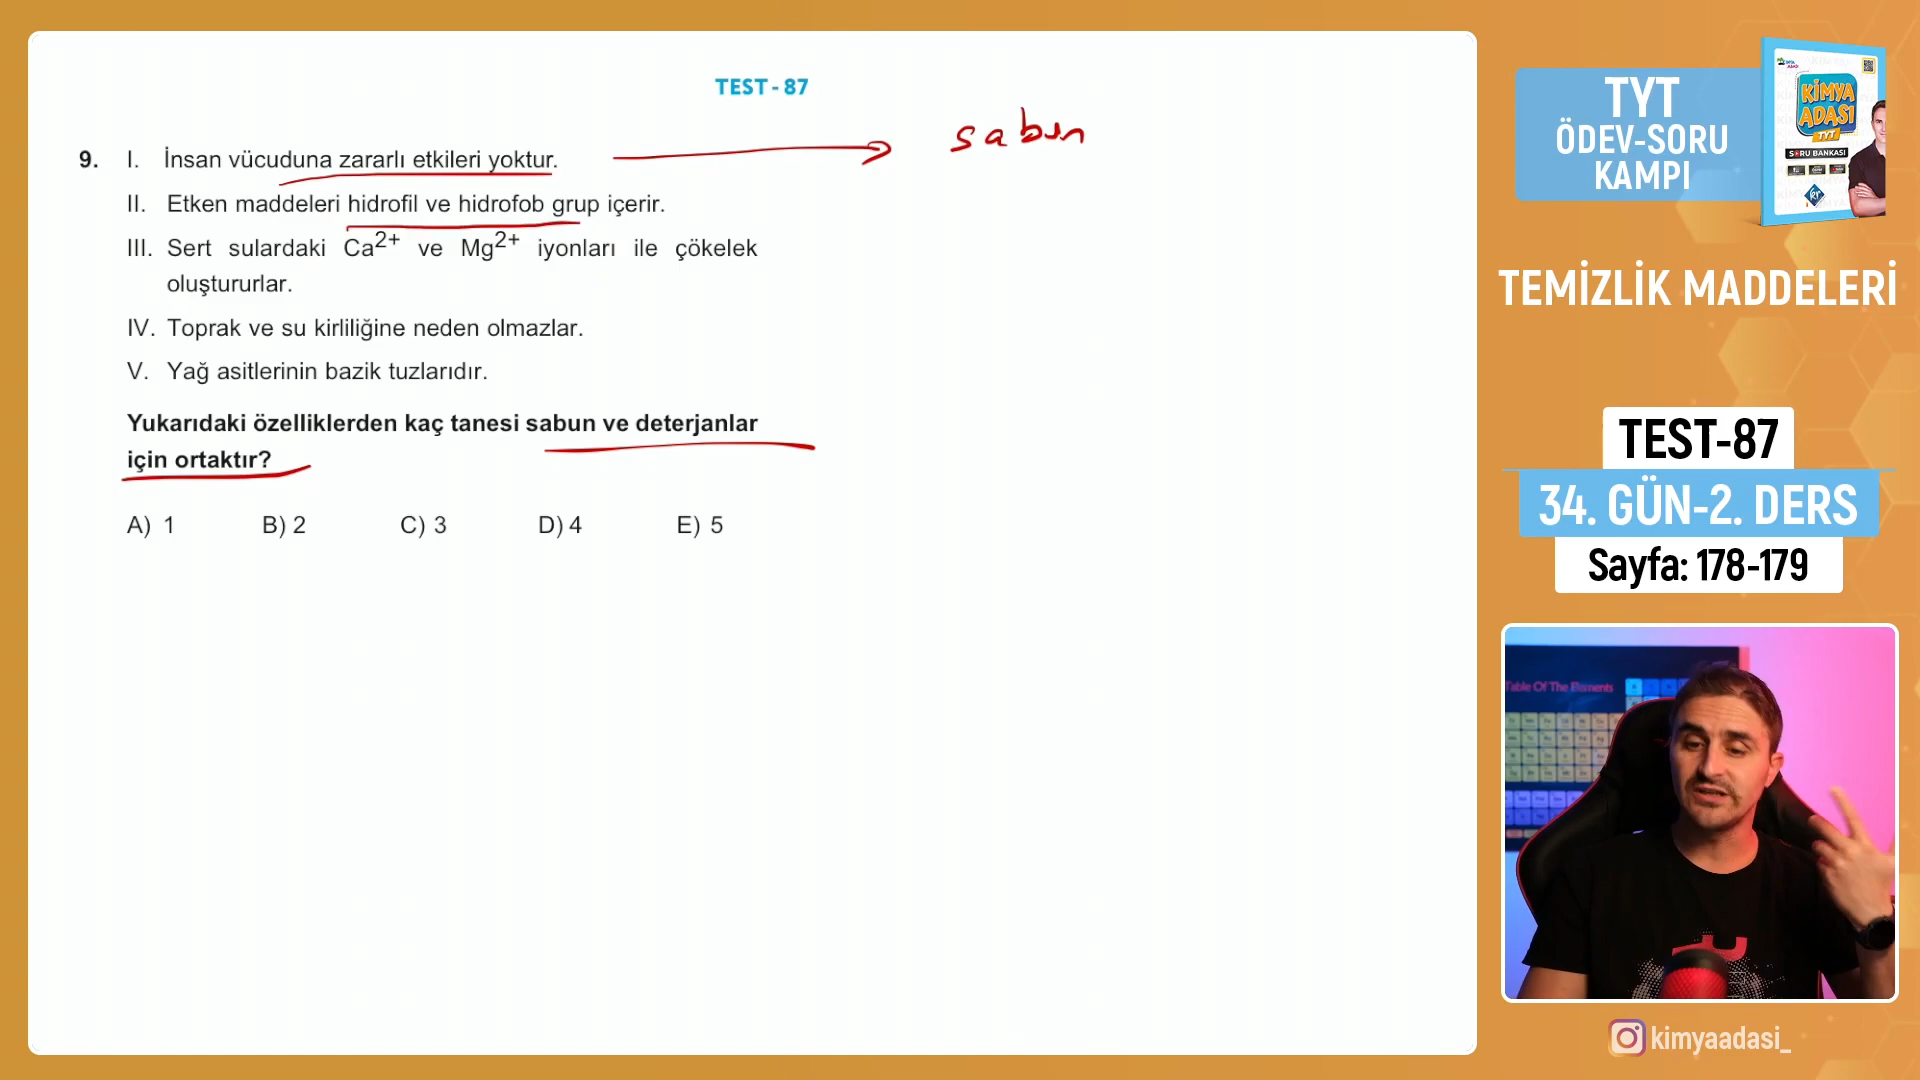 TEST - 87
sabun
9. I. İnsan vücuduna zararlı etkileri yoktur.
II. Etken maddeleri hidrofil ve hidrofob grup içerir.
III. Sert sulardaki Ca2+ ve Mg2+ iyonları ile çökelek
oluştururlar.
IV. Toprak ve su kirliliğine neden olmazlar.
V. Yağ asitlerinin bazik tuzlarıdır.
Yukarıdaki özelliklerden kaç tanesi sabun ve deterjanlar
için ortaktır?
A) 1 B) 2 C) 3 D) 4 E) 5
TYT
ÖDEV-SORU
KAMPI
KİMYA
ADASI
TYT
SORU BANKASI
kr
TEMİZLİK MADDELERİ
TEST-87
34. GÜN-2. DERS
Sayfa: 178-179
Table Of The Elements
kimyaadasi_